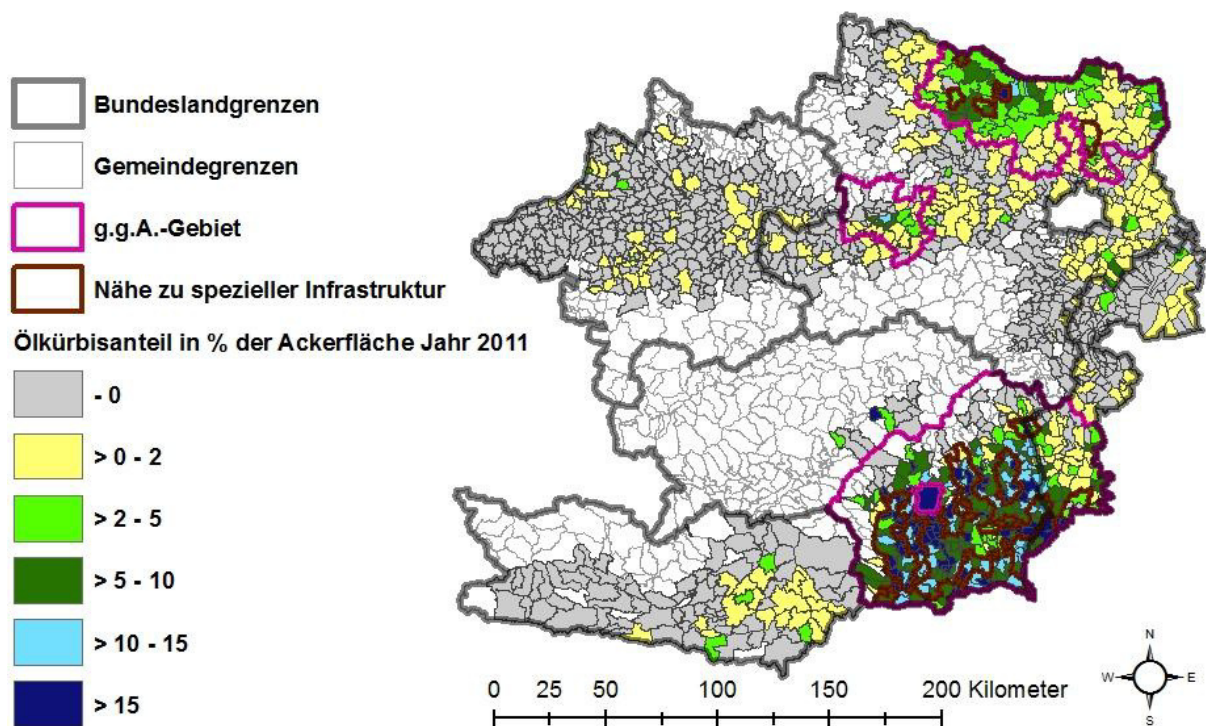 Bundeslandgrenzen
Gemeindegrenzen
g.g.A.-Gebiet
Nähe zu spezieller Infrastruktur
Ölkürbisanteil in % der Ackerfläche Jahr 2011
- 0
> 0 - 2
> 2 - 5
> 5 - 10
> 10 - 15
> 15
0 25 50 100 150 200 Kilometer
N
W E
S